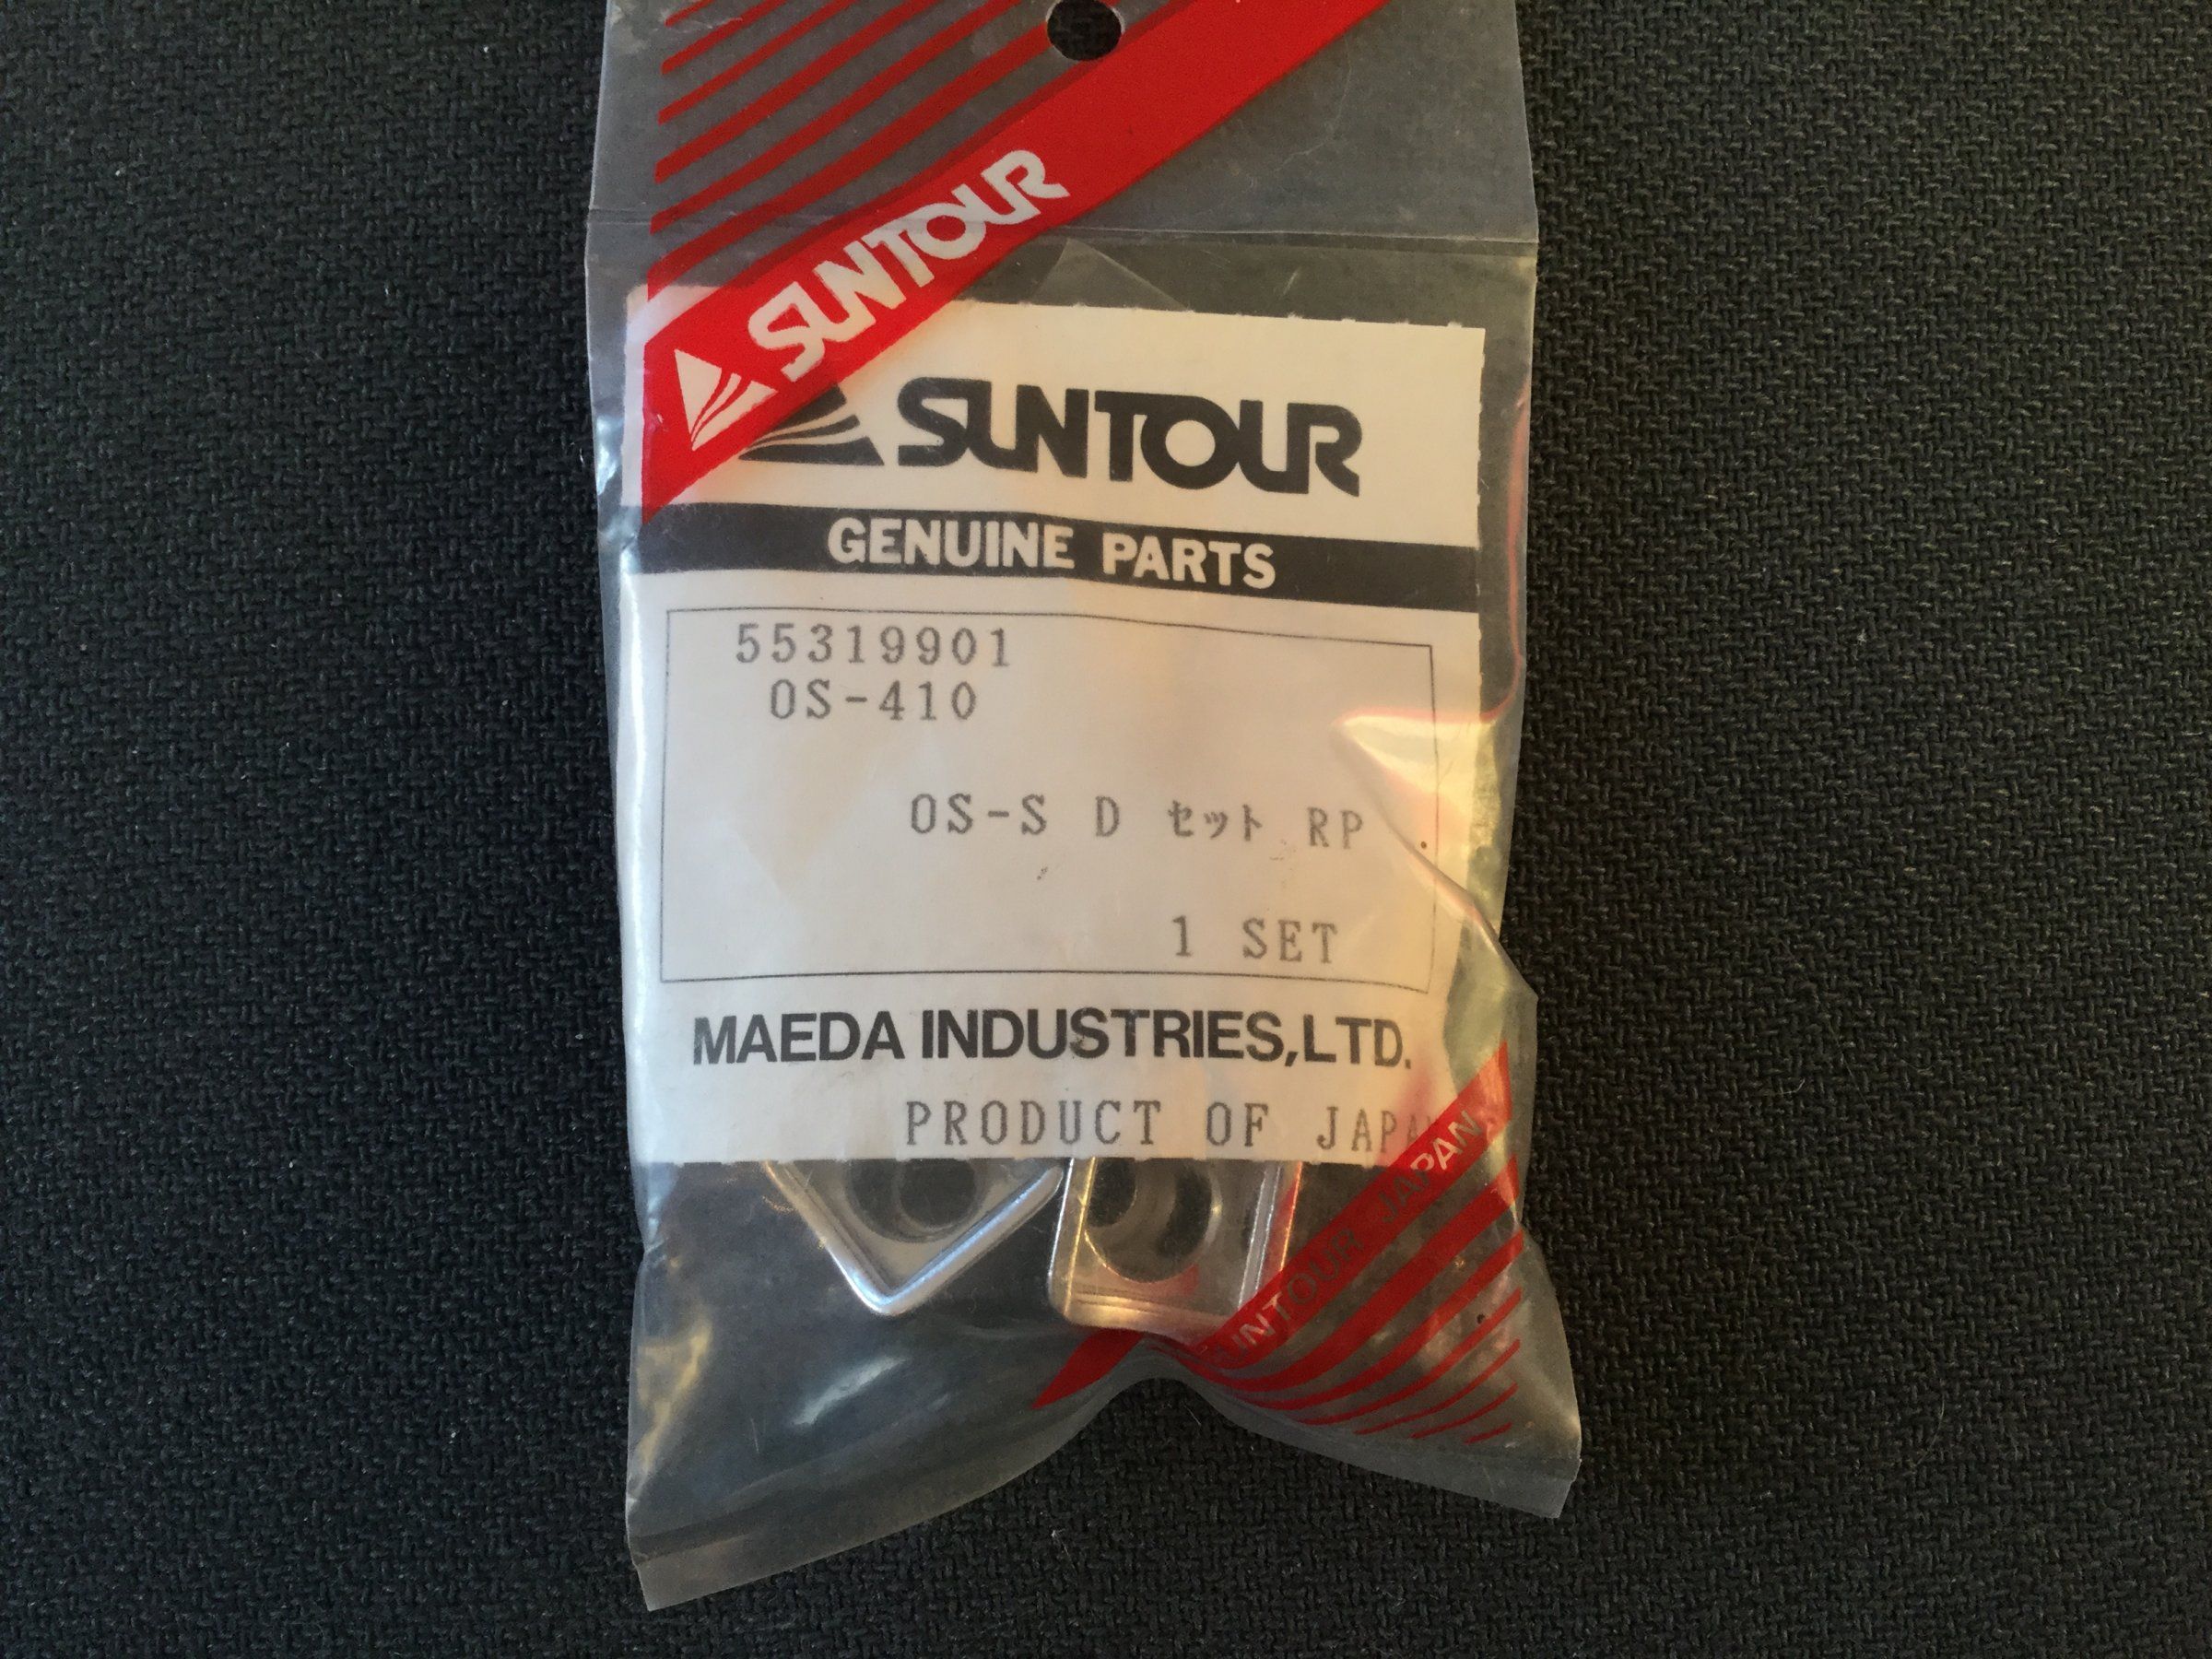 SUNTOUR
SUNTOUR
GENUINE PARTS
55319901
OS-410
OS-S D セット RP
1 SET
MAEDA INDUSTRIES,LTD.
PRODUCT OF JAPAN
SUNTOUR JAPAN